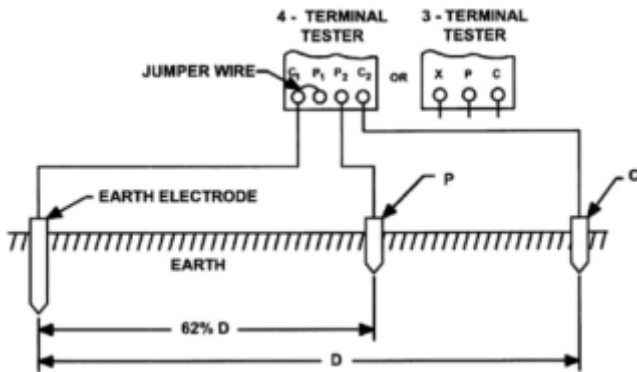 4 - TERMINAL TESTER
3 - TERMINAL TESTER
JUMPER WIRE
C₁ P₁ P₂ C₂
OR
X P C
EARTH ELECTRODE
P
C
EARTH
62% D
D